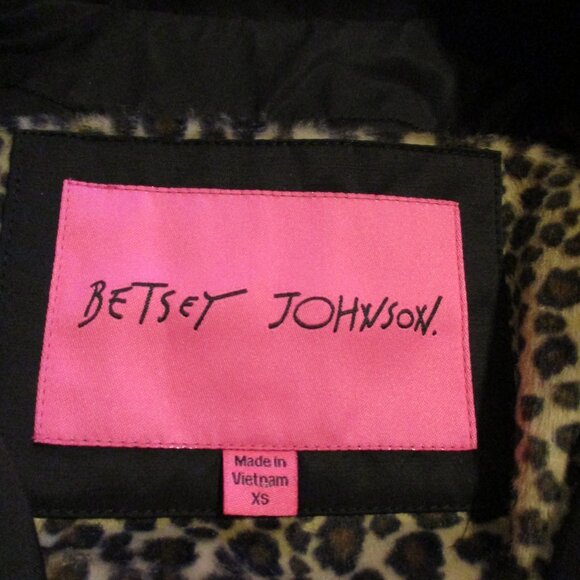 BETSEY JOHNSON.
Made in
Vietnam
XS